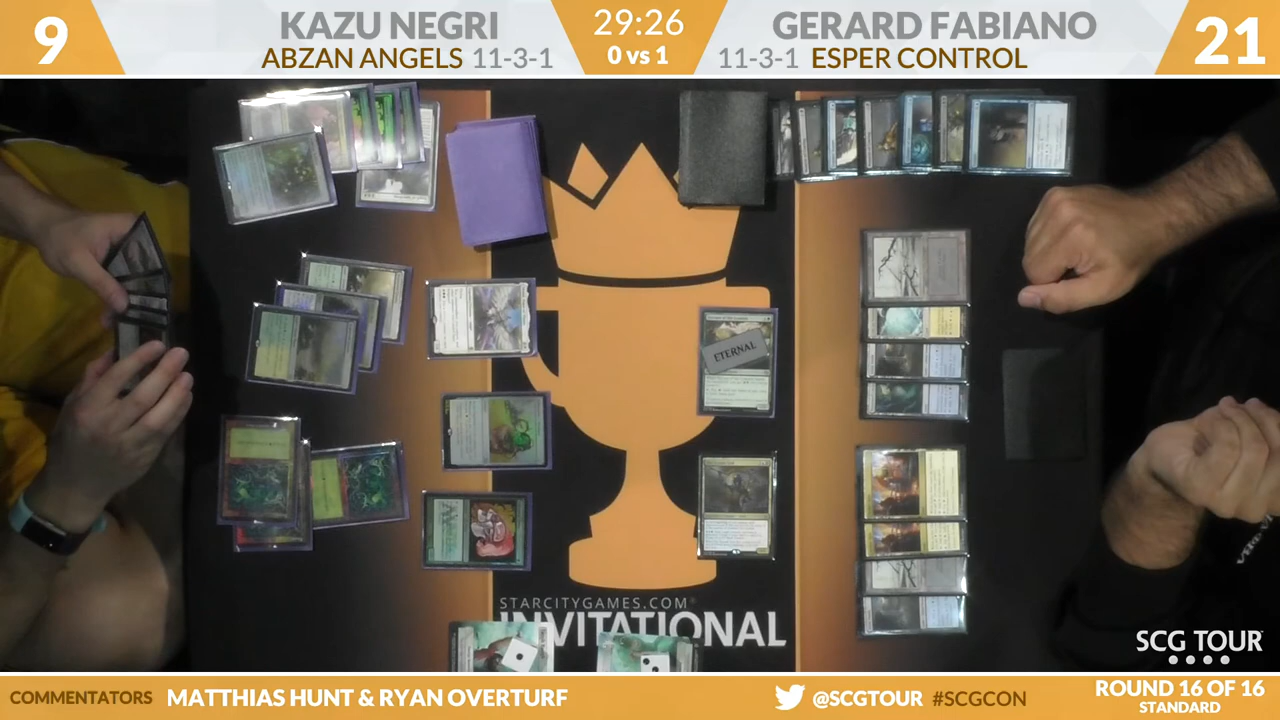 9
KAZU NEGRI
ABZAN ANGELS 11-3-1
29:26
0 vs 1
GERARD FABIANO
11-3-1 ESPER CONTROL
21
ETERNAL
STARCITYGAMES.COM
INVITATIONAL
SCG TOUR
COMMENTATORS MATTHIAS HUNT & RYAN OVERTURF
@SCGTOUR #SCGCON
ROUND 16 OF 16
STANDARD